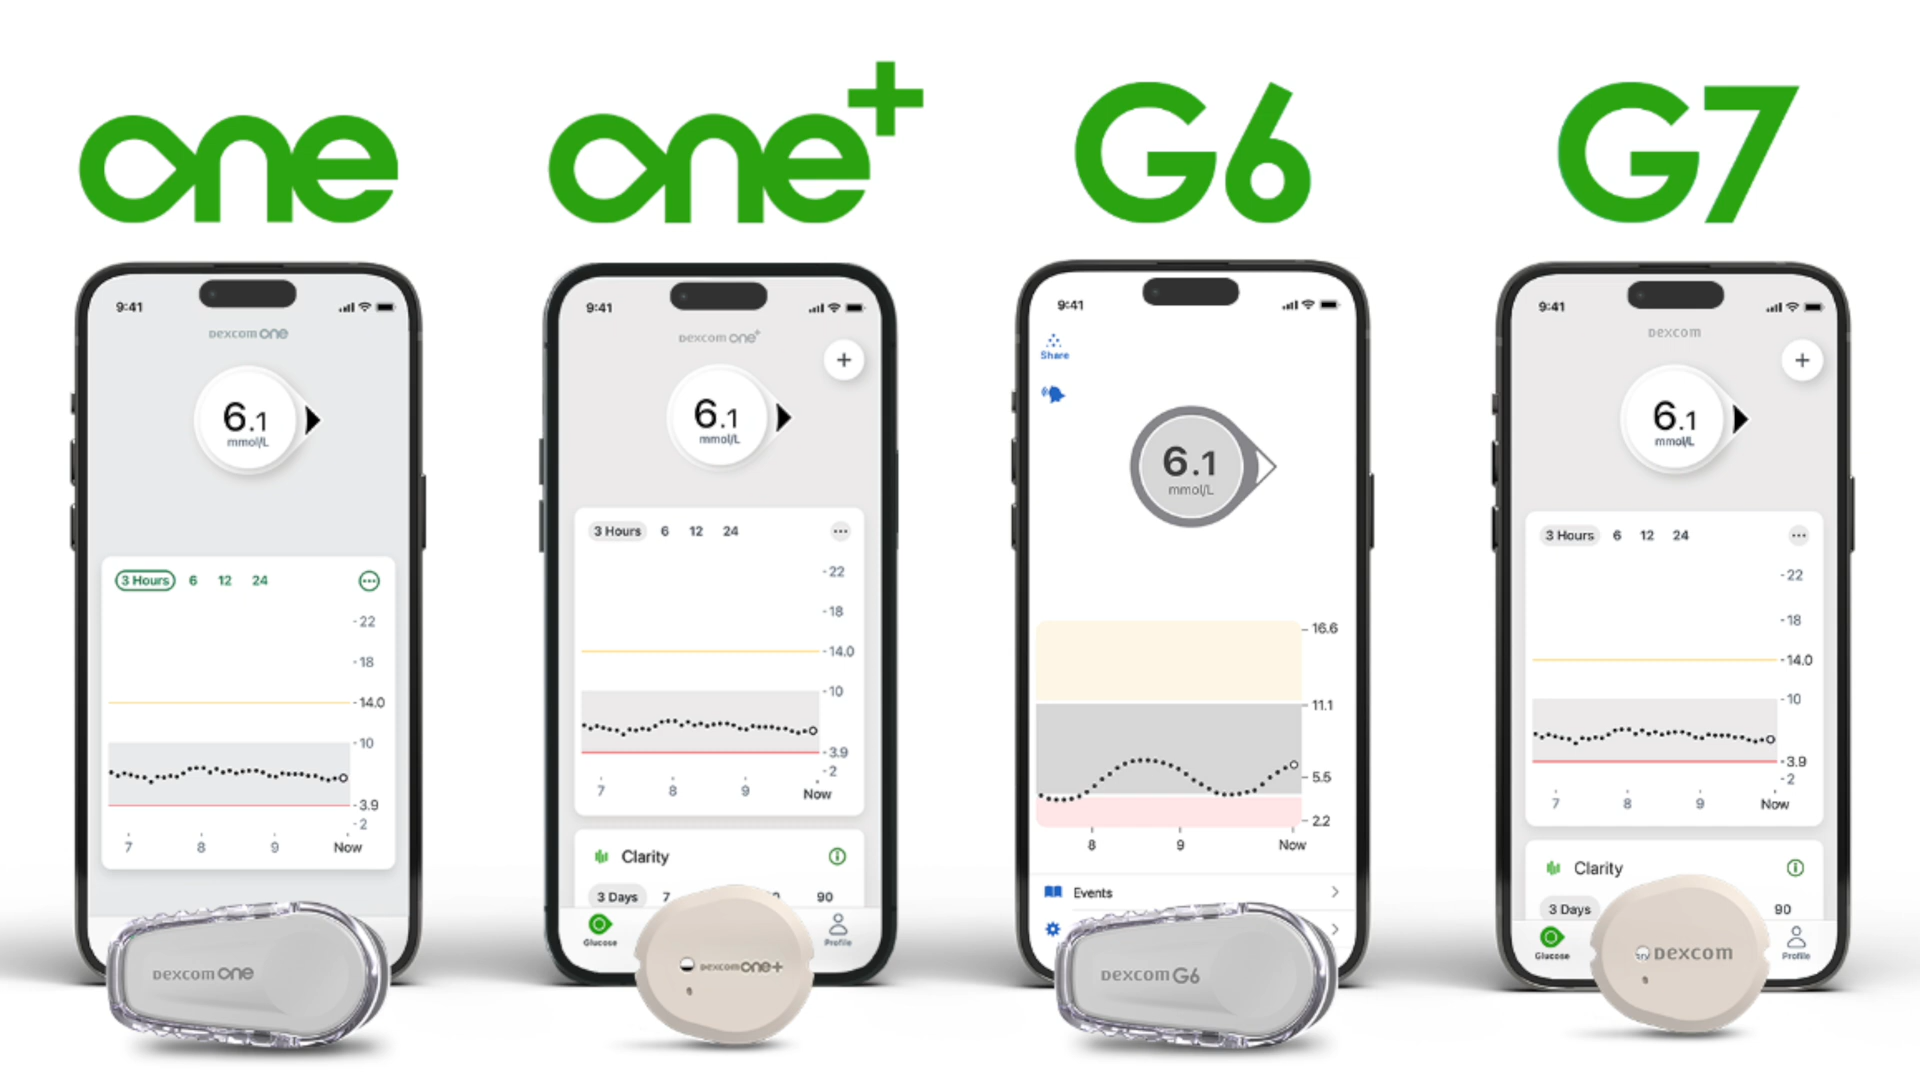 one
one+
G6
G7
9:41
Dexcom one
6.1
mmol/L
3 Hours 6 12 24
22
18
14.0
10
3.9
2
7 8 9 Now
Dexcom one
9:41
Dexcom one+
+
6.1
mmol/L
3 Hours 6 12 24
22
18
14.0
10
3.9
2
7 8 9 Now
Clarity
3 Days 7 90
Glucose Profile
Dexcom one+
9:41
Share
6.1
mmol/L
16.6
11.1
5.5
2.2
8 9 Now
Events
Dexcom G6
9:41
Dexcom
+
6.1
mmol/L
3 Hours 6 12 24
22
18
14.0
10
3.9
2
7 8 9 Now
Clarity
3 Days 90
Glucose Profile
Dexcom